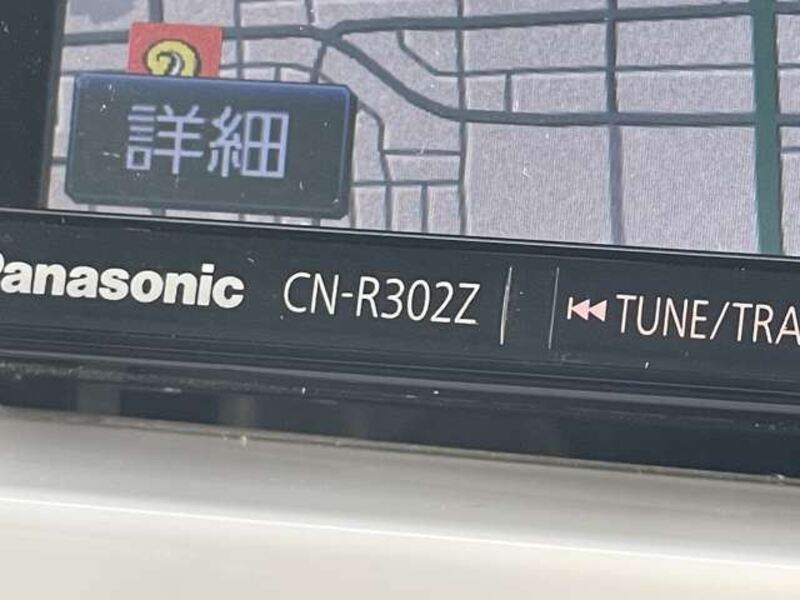 詳細
Panasonic CN-R302Z ⏮TUNE/TRA